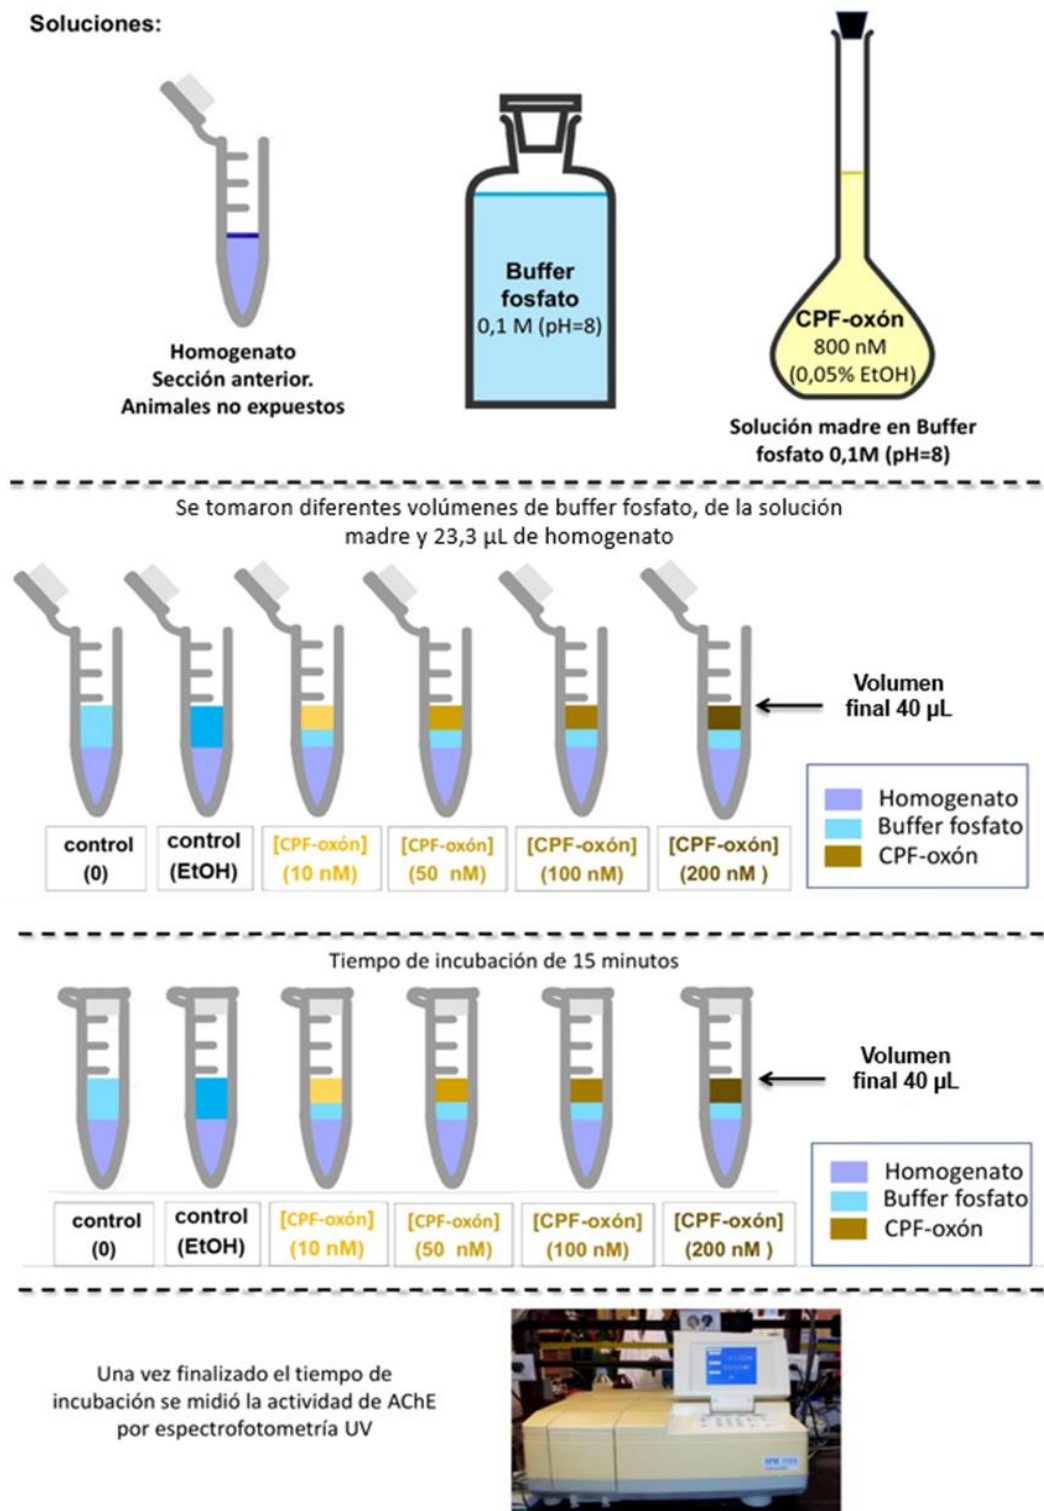 Soluciones:
Buffer
fosfato
0,1 M (pH=8)
CPF-oxón
800 nM
(0,05% EtOH)
Homogenato
Sección anterior.
Animales no expuestos
Solución madre en Buffer
fosfato 0,1M (pH=8)
Se tomaron diferentes volúmenes de buffer fosfato, de la solución
madre y 23,3 µL de homogenato
Volumen
final 40 µL
Homogenato
Buffer fosfato
CPF-oxón
control
(0)
control
(EtOH)
[CPF-oxón]
(10 nM)
[CPF-oxón]
(50 nM)
[CPF-oxón]
(100 nM)
[CPF-oxón]
(200 nM )
Tiempo de incubación de 15 minutos
Volumen
final 40 µL
Homogenato
Buffer fosfato
CPF-oxón
control
(0)
control
(EtOH)
[CPF-oxón]
(10 nM)
[CPF-oxón]
(50 nM)
[CPF-oxón]
(100 nM)
[CPF-oxón]
(200 nM )
Una vez finalizado el tiempo de
incubación se midió la actividad de AChE
por espectrofotometría UV